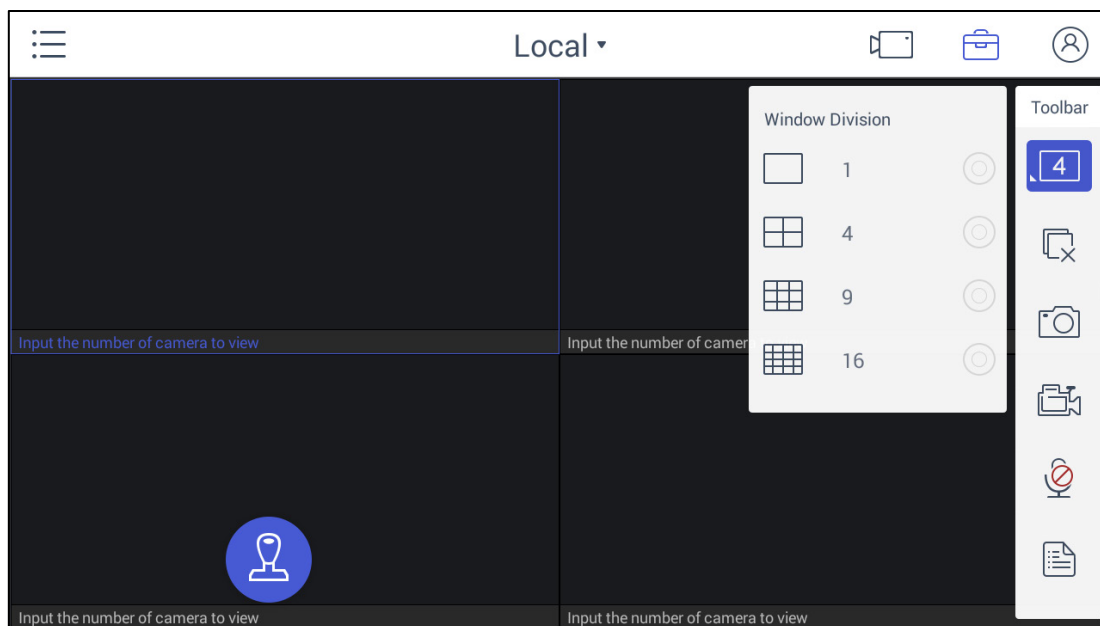 Local
Toolbar
Window Division
1
4
4
9
16
Input the number of camera to view
Input the number of camer
Input the number of camera to view
Input the number of camera to view